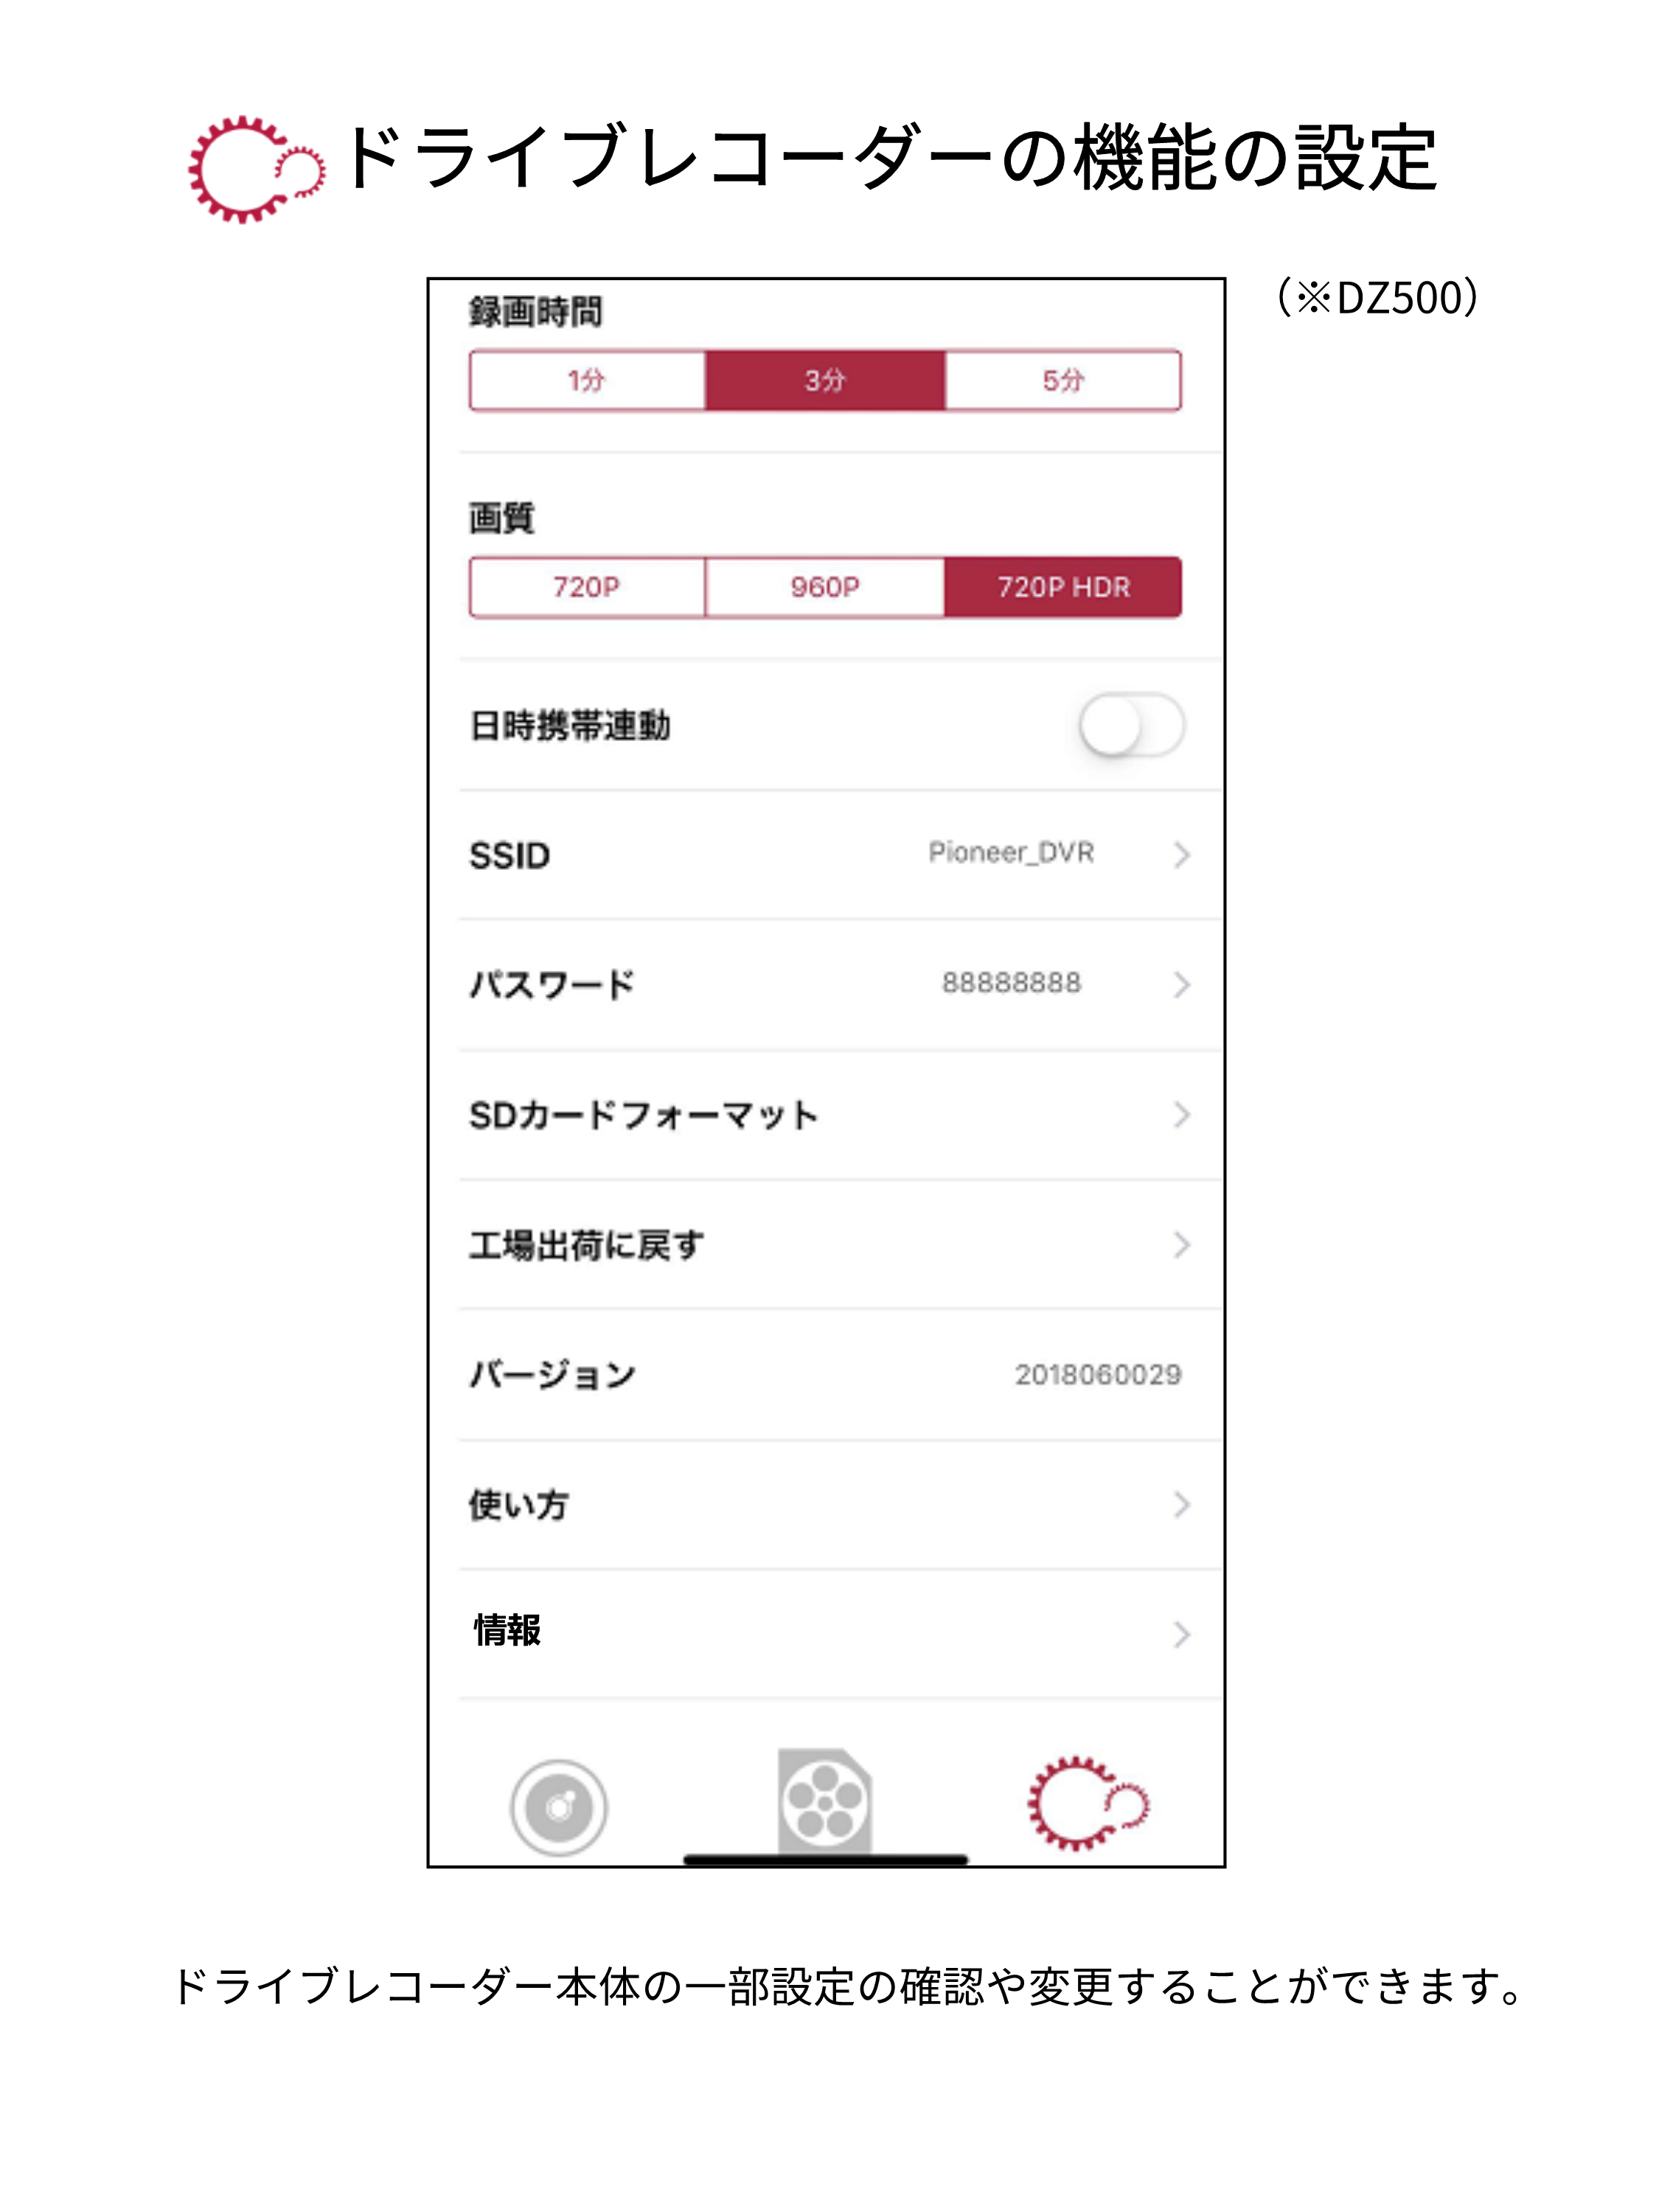 ドライブレコーダーの機能の設定
（※DZ500）
録画時間
1分 3分 5分
画質
720P 960P 720P HDR
日時携帯連動
SSID Pioneer_DVR
パスワード 88888888
SDカードフォーマット
工場出荷に戻す
バージョン 2018060029
使い方
情報
ドライブレコーダー本体の一部設定の確認や変更することができます。